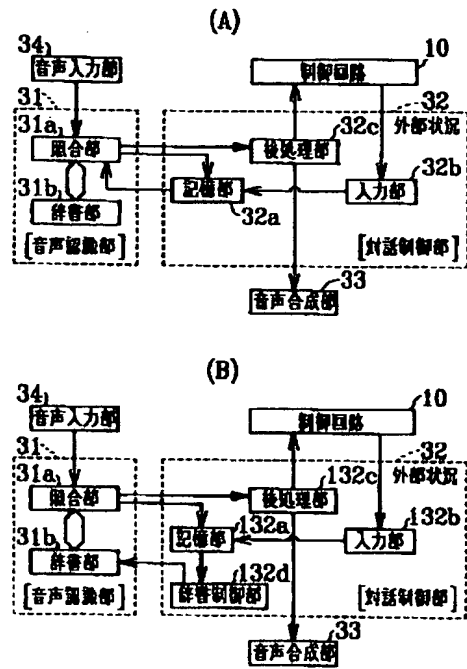 (A)
34
音声入力部
10
制御回路
31
32
外部状況
31a
照合部
32c
後処理部
32b
入力部
31b
辞書部
記憶部
32a
[音声認識部]
[対話制御部]
33
音声合成部
(B)
34
音声入力部
10
制御回路
31
32
外部状況
31a
照合部
132c
後処理部
132b
入力部
132a
記憶部
31b
辞書部
132d
辞書制御部
[音声認識部]
[対話制御部]
33
音声合成部